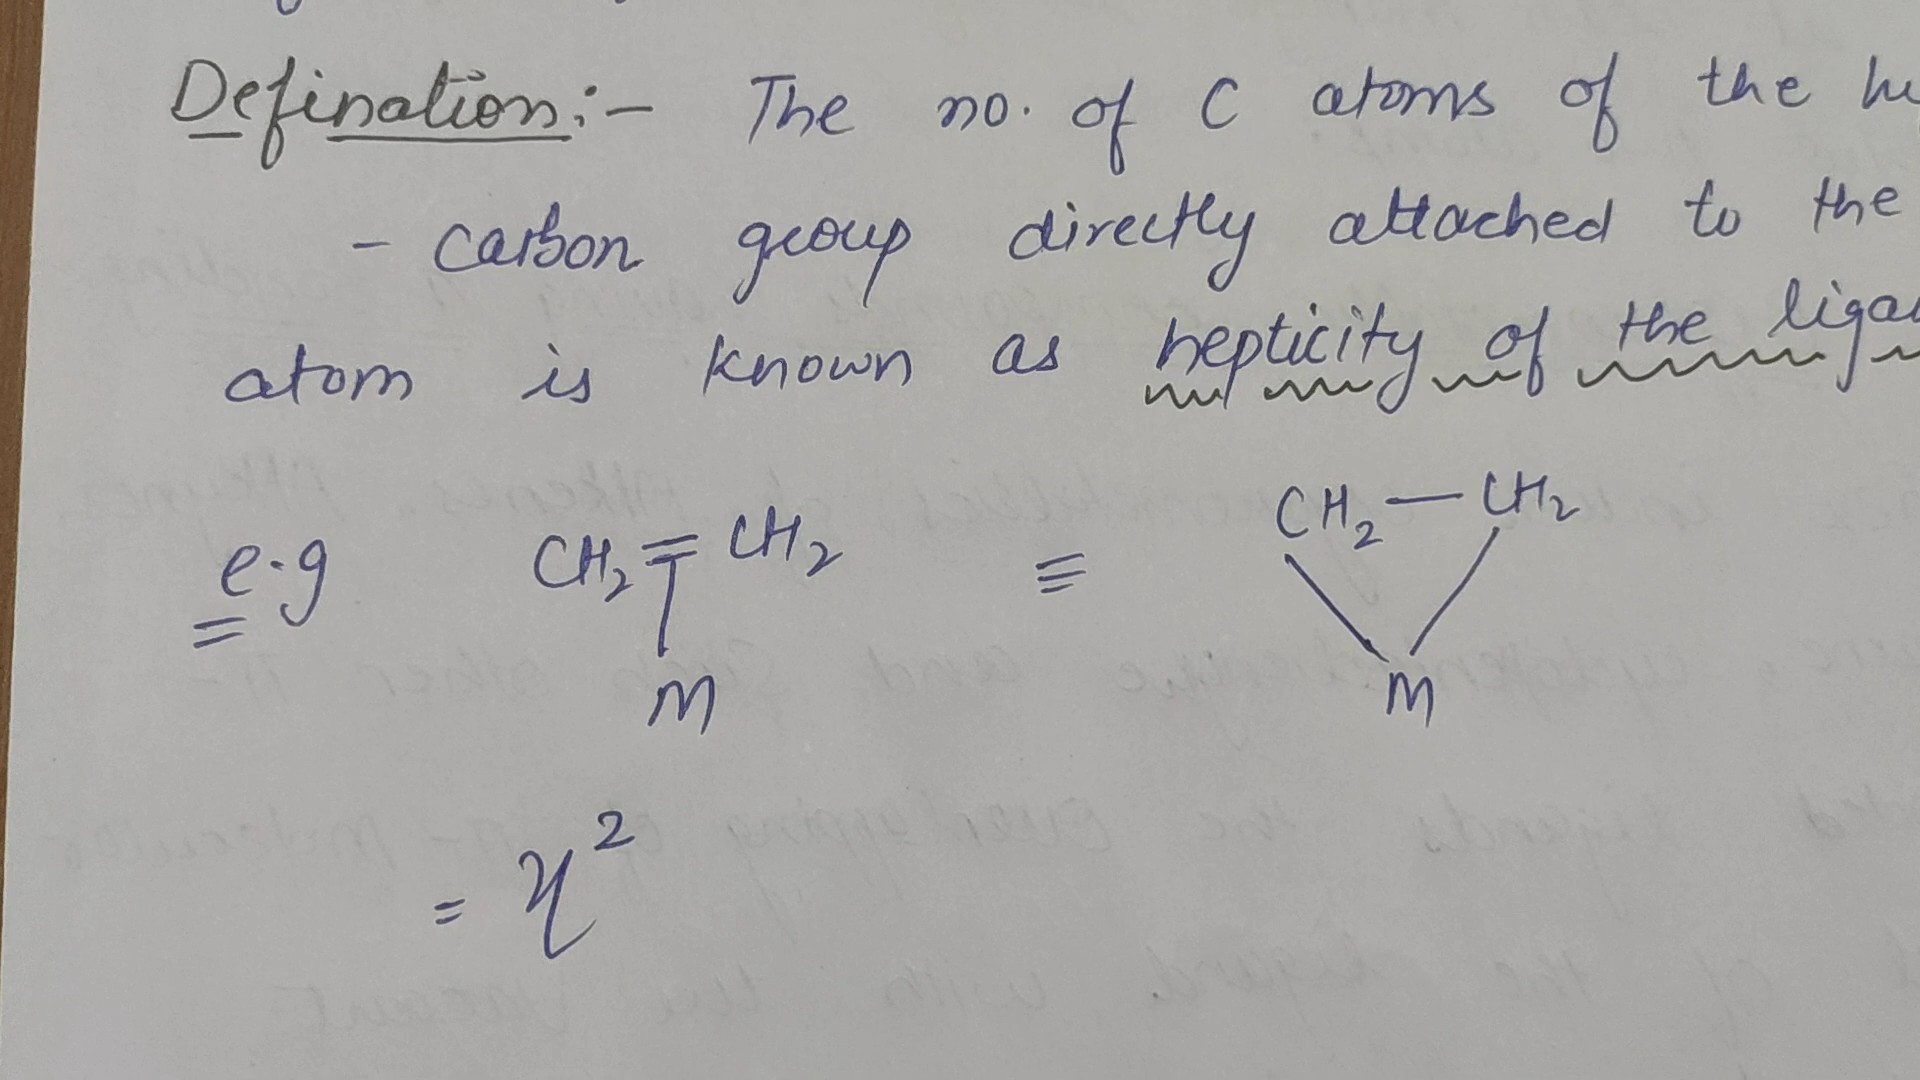 Defination:- The no. of C atoms of the
- carbon group directly attached to the
atom is known as hepticity of the
e.g CH₂=CH₂ ≡ CH₂—CH₂
M M
= η²